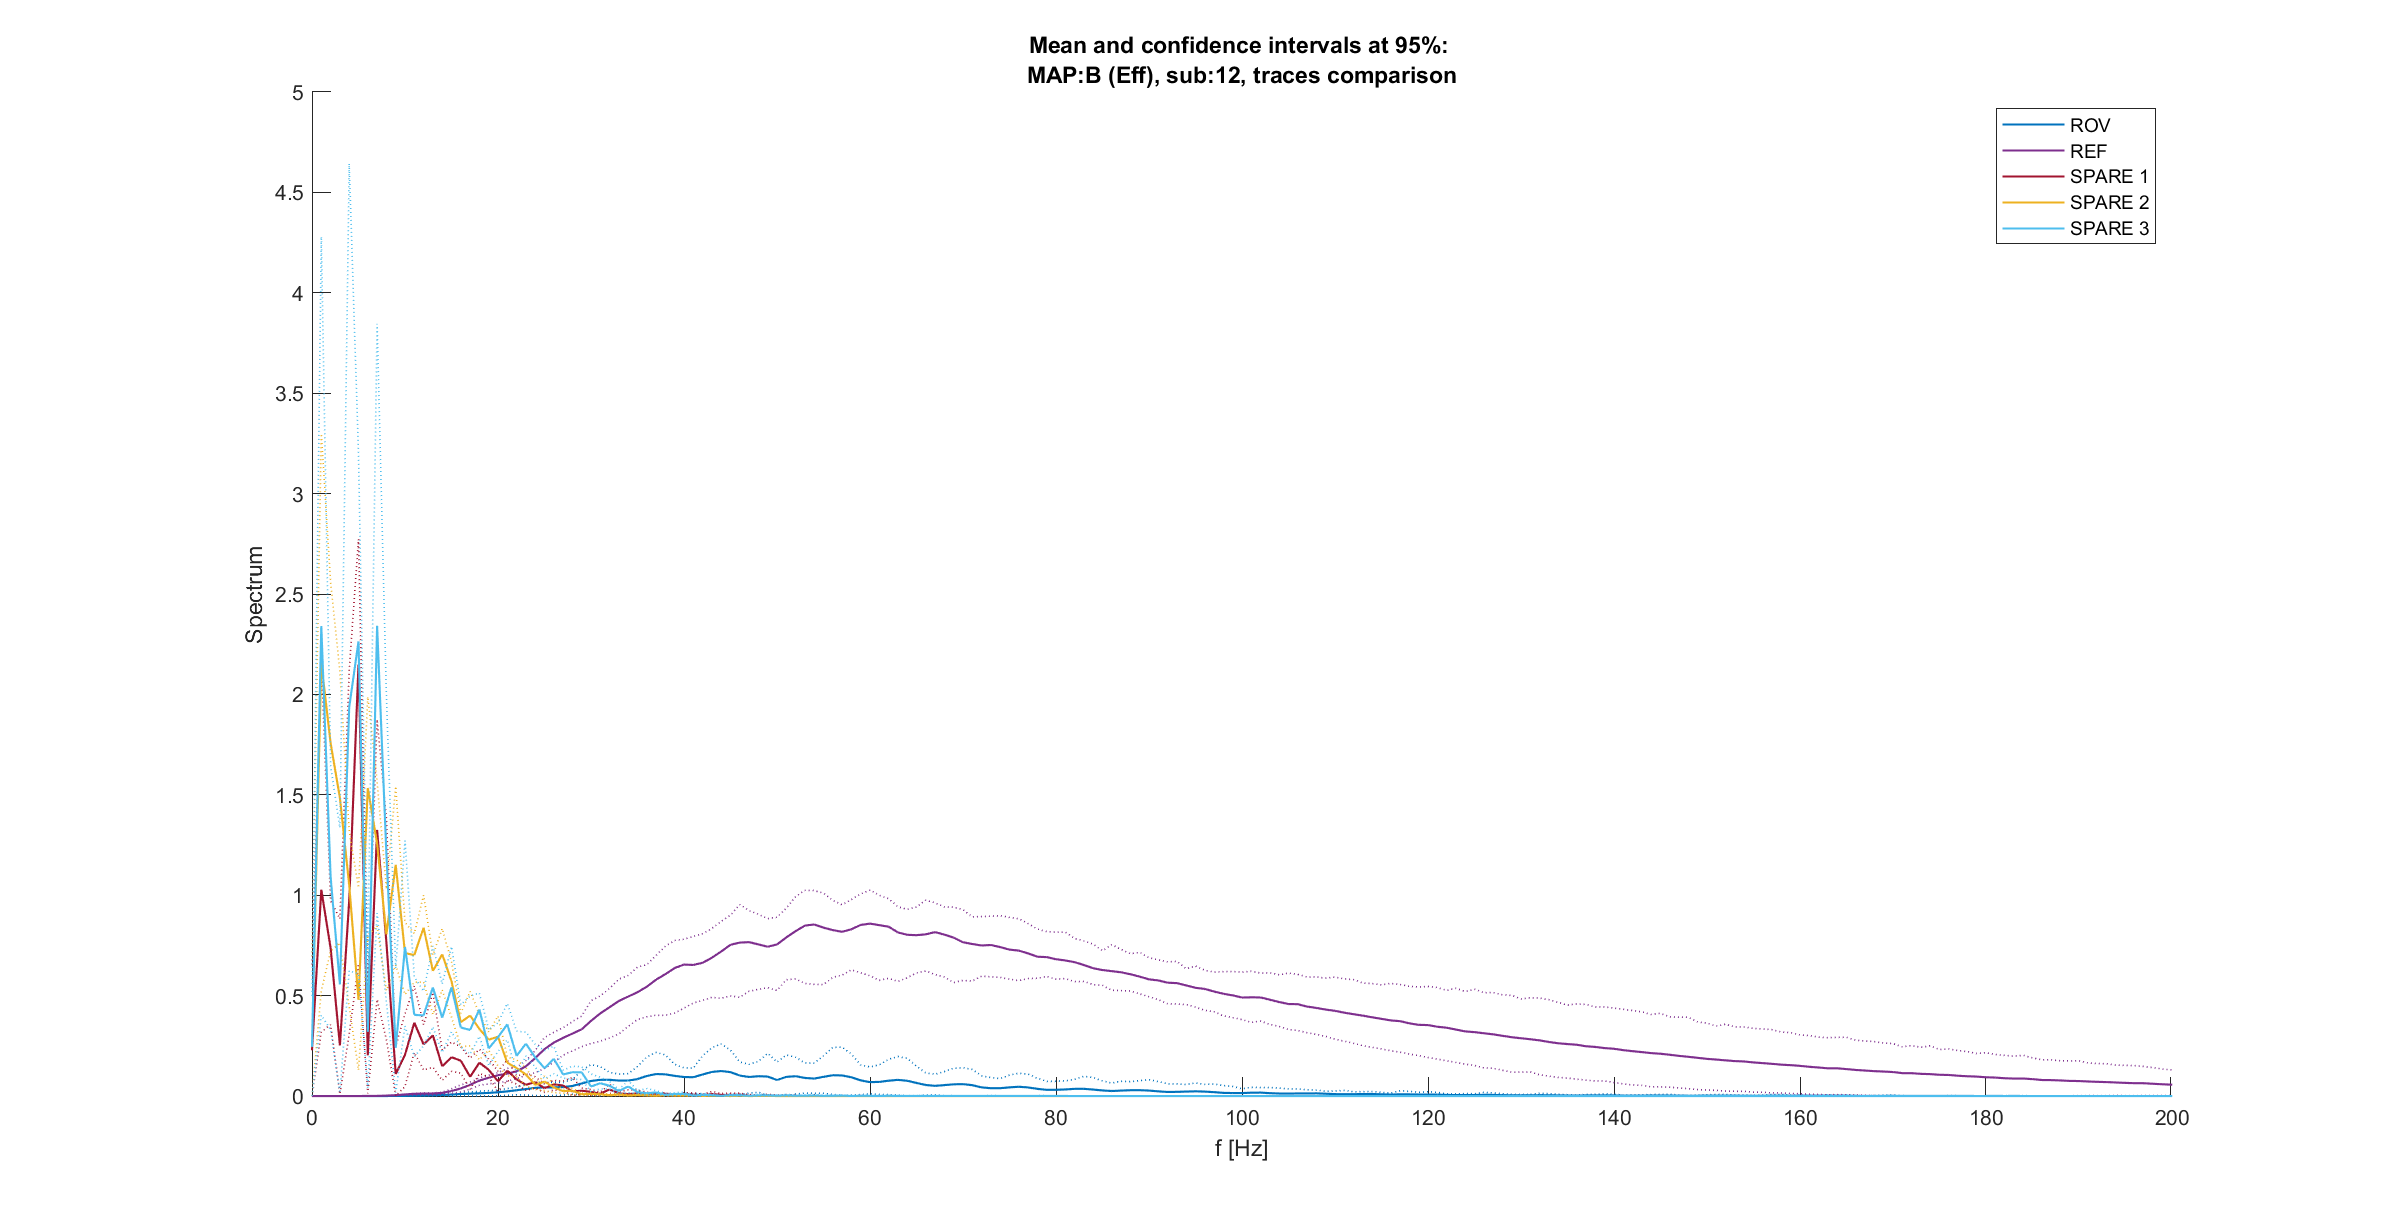 Mean and confidence intervals at 95%:
MAP:B (Eff), sub:12, traces comparison
5
4.5
4
3.5
3
2.5
2
1.5
1
0.5
0
Spectrum
ROV
REF
SPARE 1
SPARE 2
SPARE 3
0 20 40 60 80 100 120 140 160 180 200
f [Hz]